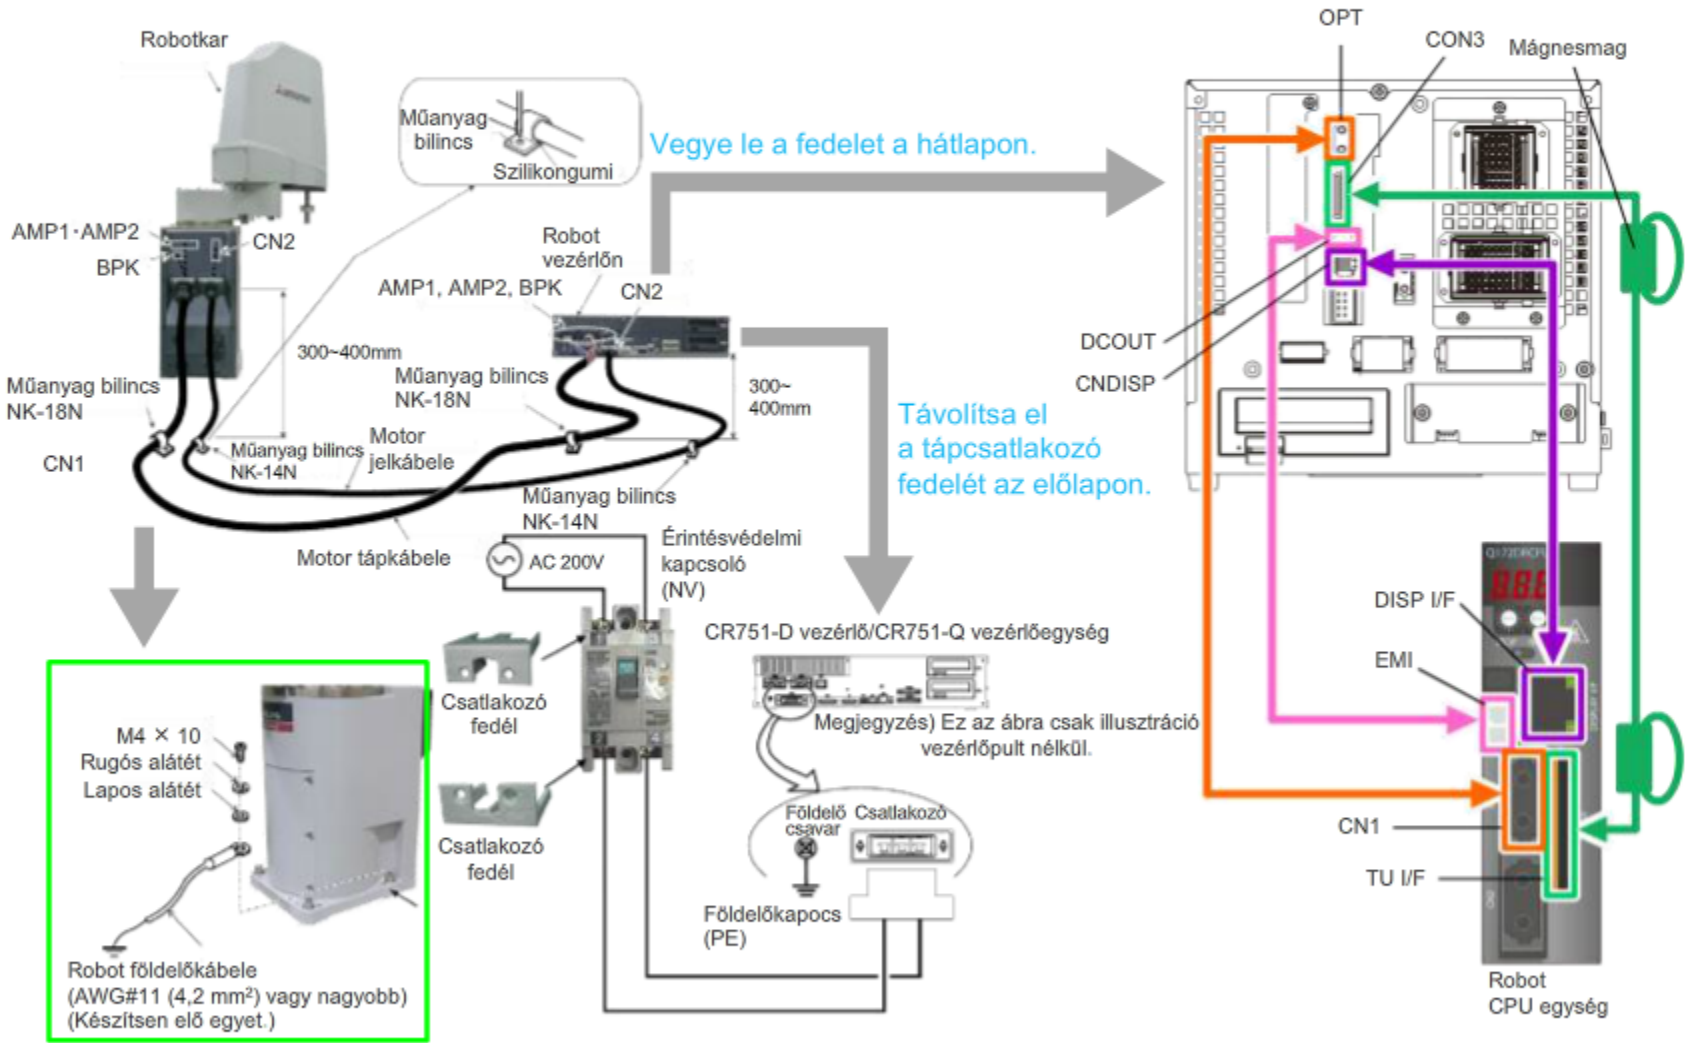 Robotkar
AMP1·AMP2
BPK
CN2
Műanyag
bilincs
Szilikongumi
Vegye le a fedelet a hátlapon.
Robot
vezérlőn
AMP1, AMP2, BPK
CN2
300~400mm
Műanyag bilincs
NK-18N
Műanyag bilincs
NK-18N
300~
400mm
CN1
Műanyag bilincs
NK-14N
Motor
jelkábele
Műanyag bilincs
NK-14N
Motor tápkábele
Távolítsa el
a tápcsatlakozó
fedelét az előlapon.
AC 200V
Érintésvédelmi
kapcsoló
(NV)
Csatlakozó
fedél
Csatlakozó
fedél
CR751-D vezérlő/CR751-Q vezérlőegység
Megjegyzés) Ez az ábra csak illusztráció
vezérlőpult nélkül.
Földelő
csavar
Csatlakozó
Földelőkapocs
(PE)
M4 × 10
Rugós alátét
Lapos alátét
Robot földelőkábele
(AWG#11 (4,2 mm²) vagy nagyobb)
(Készítsen elő egyet.)
OPT
CON3
Mágnesmag
DCOUT
CNDISP
Q172DRCPU
DISP I/F
EMI
CN1
TU I/F
Robot
CPU egység